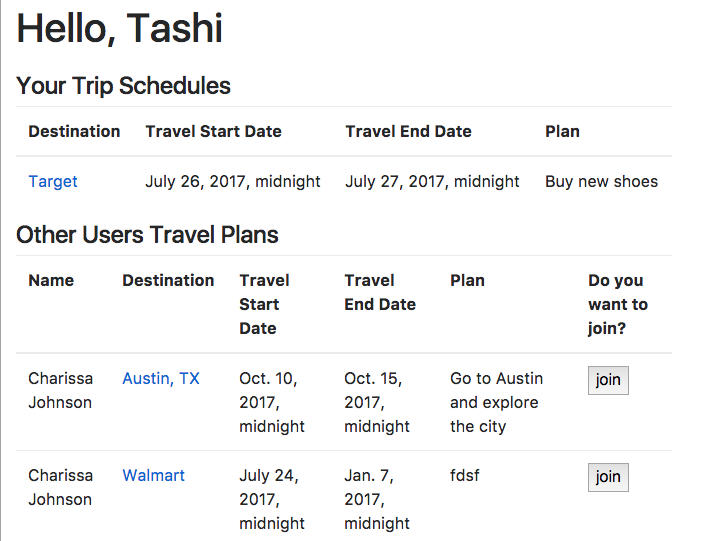 Hello, Tashi
Your Trip Schedules
Destination Travel Start Date Travel End Date Plan
Target July 26, 2017, midnight July 27, 2017, midnight Buy new shoes
Other Users Travel Plans
Name Destination Travel Travel Plan Do you
Start End Date want to
Date join?
Charissa Austin, TX Oct. 10, Oct. 15, Go to Austin join
Johnson 2017, 2017, and explore
midnight midnight the city
Charissa Walmart July 24, Jan. 7, fdsf join
Johnson 2017, 2017,
midnight midnight